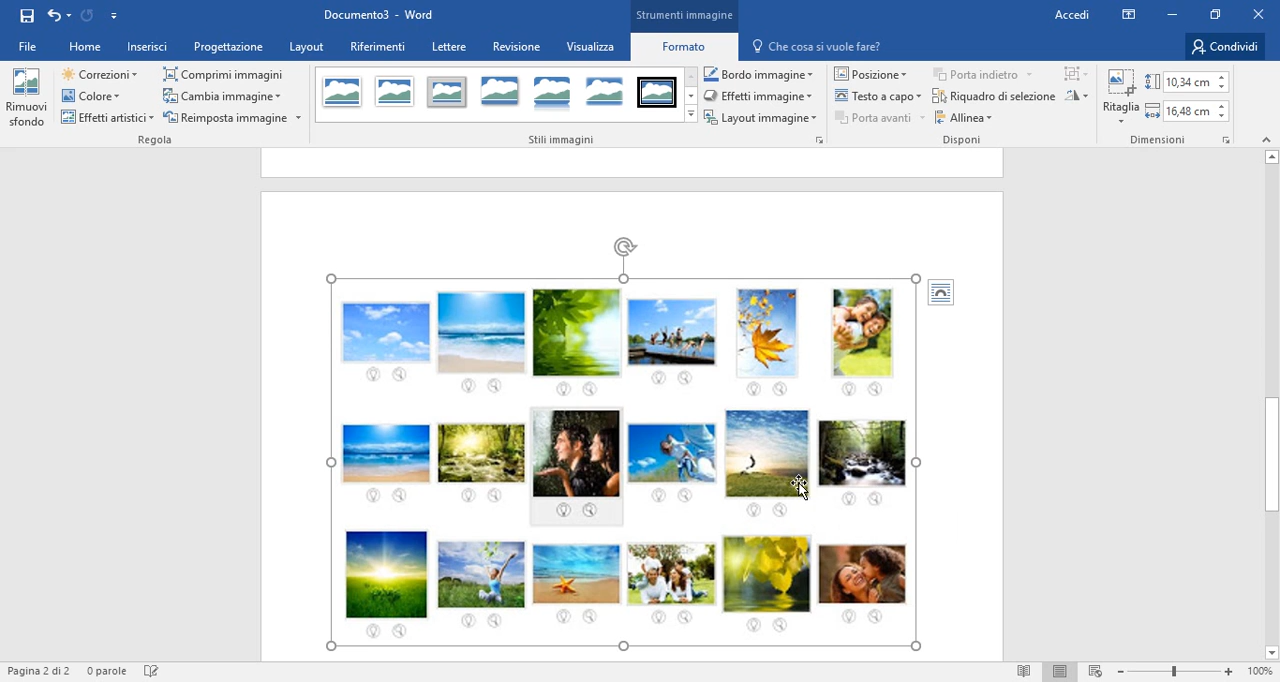 Documento3 - Word
Strumenti immagine
Accedi
File Home Inserisci Progettazione Layout Riferimenti Lettere Revisione Visualizza Formato Che cosa si vuole fare? Condividi
Rimuovi sfondo
Correzioni
Colore
Effetti artistici
Comprimi immagini
Cambia immagine
Reimposta immagine
Regola
Stili immagini
Bordo immagine
Effetti immagine
Layout immagine
Posizione
Testo a capo
Porta avanti
Porta indietro
Riquadro di selezione
Allinea
Disponi
Ritaglia
10,34 cm
16,48 cm
Dimensioni
Pagina 2 di 2 0 parole
100%